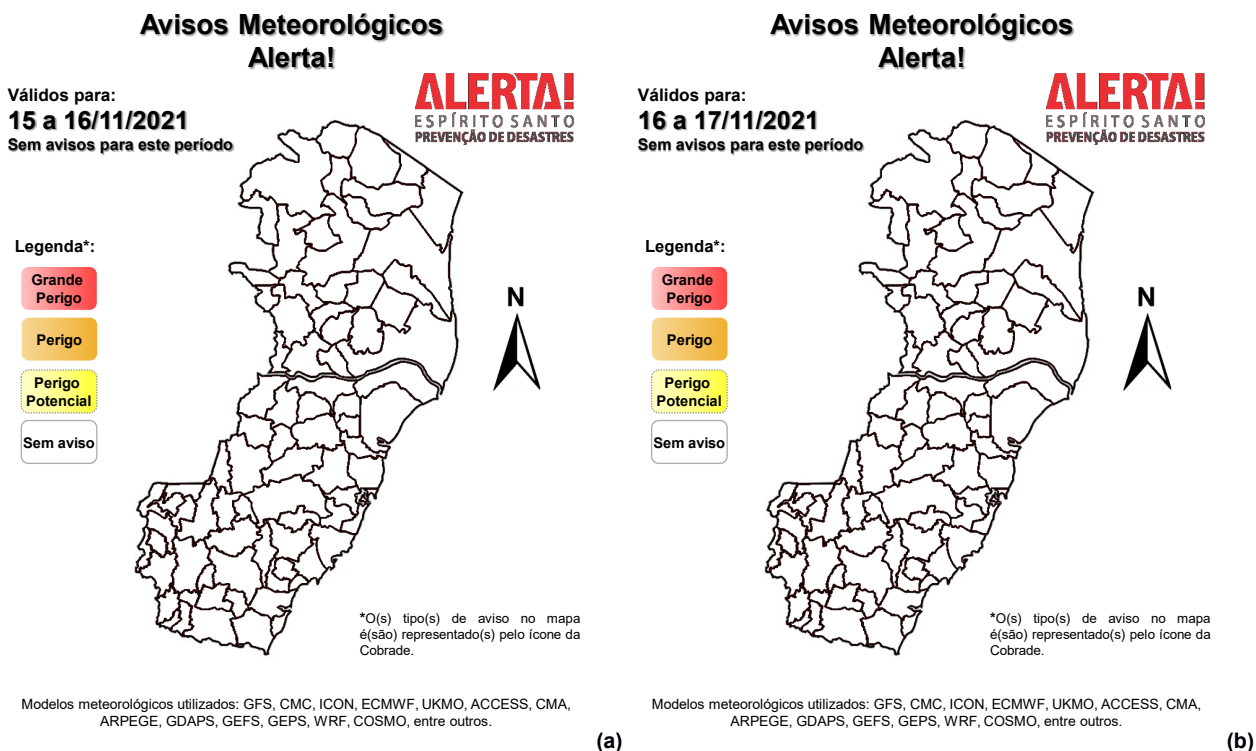 Avisos Meteorológicos
Alerta!
ALERTA!
ESPÍRITO SANTO
PREVENÇÃO DE DESASTRES
Válidos para:
15 a 16/11/2021
Sem avisos para este período
Legenda*:
Grande
Perigo
Perigo
Perigo
Potencial
Sem aviso
N
*O(s) tipo(s) de aviso no mapa
é(são) representado(s) pelo ícone da
Cobrade.
Modelos meteorológicos utilizados: GFS, CMC, ICON, ECMWF, UKMO, ACCESS, CMA,
ARPEGE, GDAPS, GEFS, GEPS, WRF, COSMO, entre outros.
(a)
Avisos Meteorológicos
Alerta!
ALERTA!
ESPÍRITO SANTO
PREVENÇÃO DE DESASTRES
Válidos para:
16 a 17/11/2021
Sem avisos para este período
Legenda*:
Grande
Perigo
Perigo
Perigo
Potencial
Sem aviso
N
*O(s) tipo(s) de aviso no mapa
é(são) representado(s) pelo ícone da
Cobrade.
Modelos meteorológicos utilizados: GFS, CMC, ICON, ECMWF, UKMO, ACCESS, CMA,
ARPEGE, GDAPS, GEFS, GEPS, WRF, COSMO, entre outros.
(b)